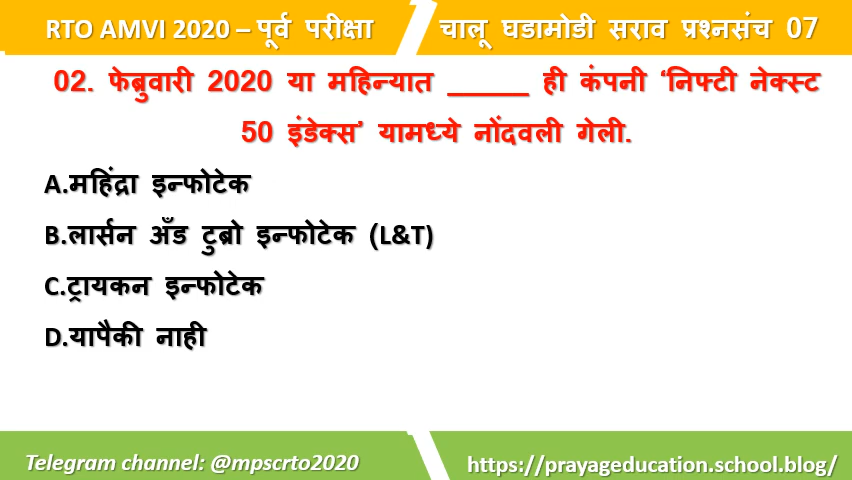 RTO AMVI 2020 – पूर्व परीक्षा चालू घडामोडी सराव प्रश्नसंच 07
02. फेब्रुवारी 2020 या महिन्यात ______ ही कंपनी ‘निफ्टी नेक्स्ट
50 इंडेक्स’ यामध्ये नोंदवली गेली.
A.महिंद्रा इन्फोटेक
B.लार्सन अँड टुब्रो इन्फोटेक (L&T)
C.ट्रायकन इन्फोटेक
D.यापैकी नाही
Telegram channel: @mpscrto2020 https://prayageducation.school.blog/